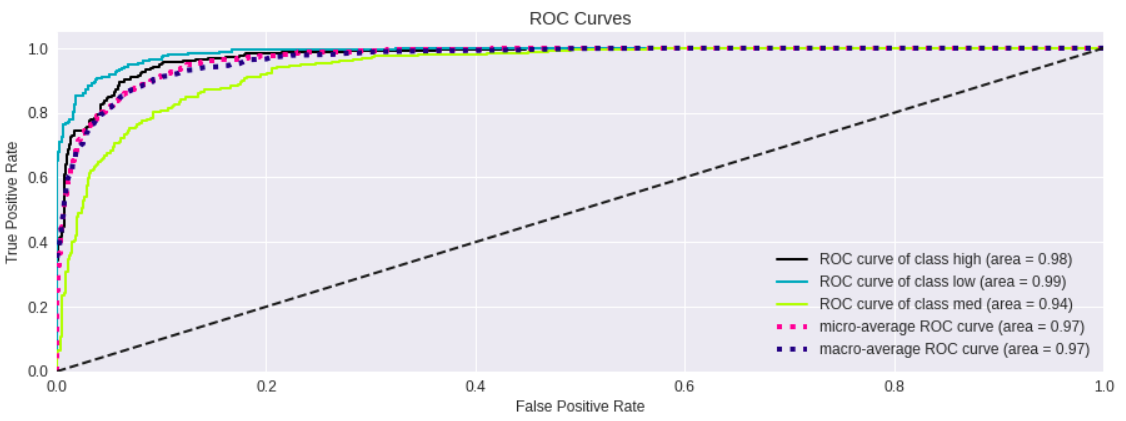 ROC Curves
True Positive Rate
1.0
0.8
0.6
0.4
0.2
0.0
ROC curve of class high (area = 0.98)
ROC curve of class low (area = 0.99)
ROC curve of class med (area = 0.94)
micro-average ROC curve (area = 0.97)
macro-average ROC curve (area = 0.97)
0.0 0.2 0.4 0.6 0.8 1.0
False Positive Rate